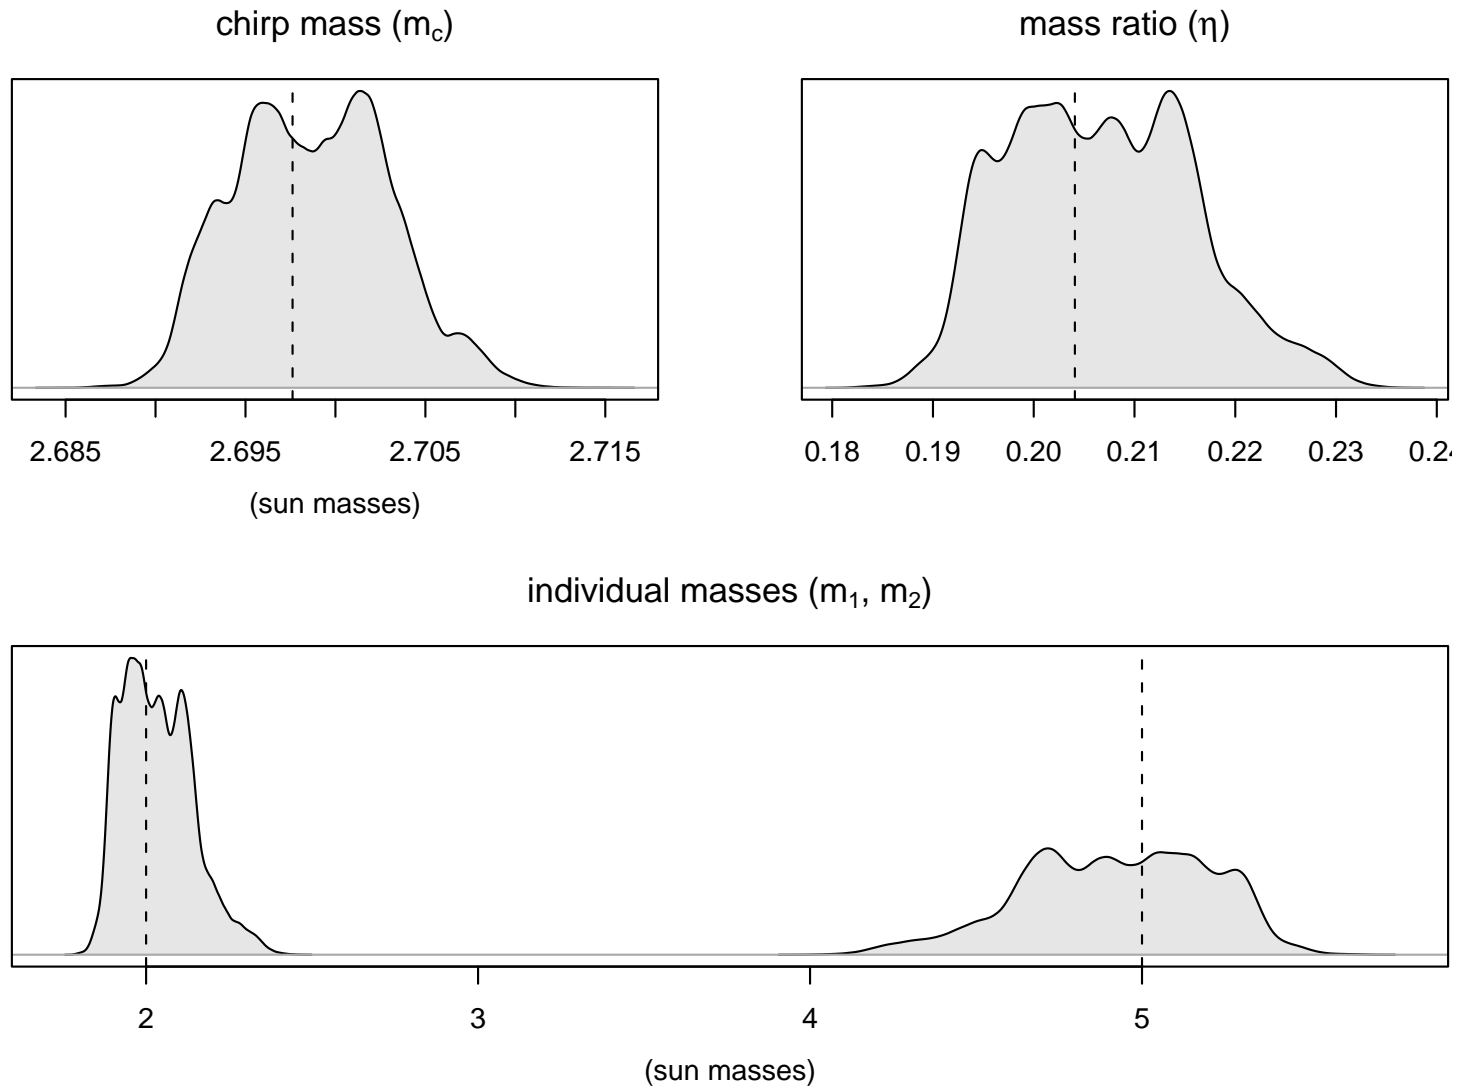 chirp mass (mc) mass ratio (η)
2.685 2.695 2.705 2.715 0.18 0.19 0.20 0.21 0.22 0.23
(sun masses)
individual masses (m1, m2)
2 3 4 5
(sun masses)